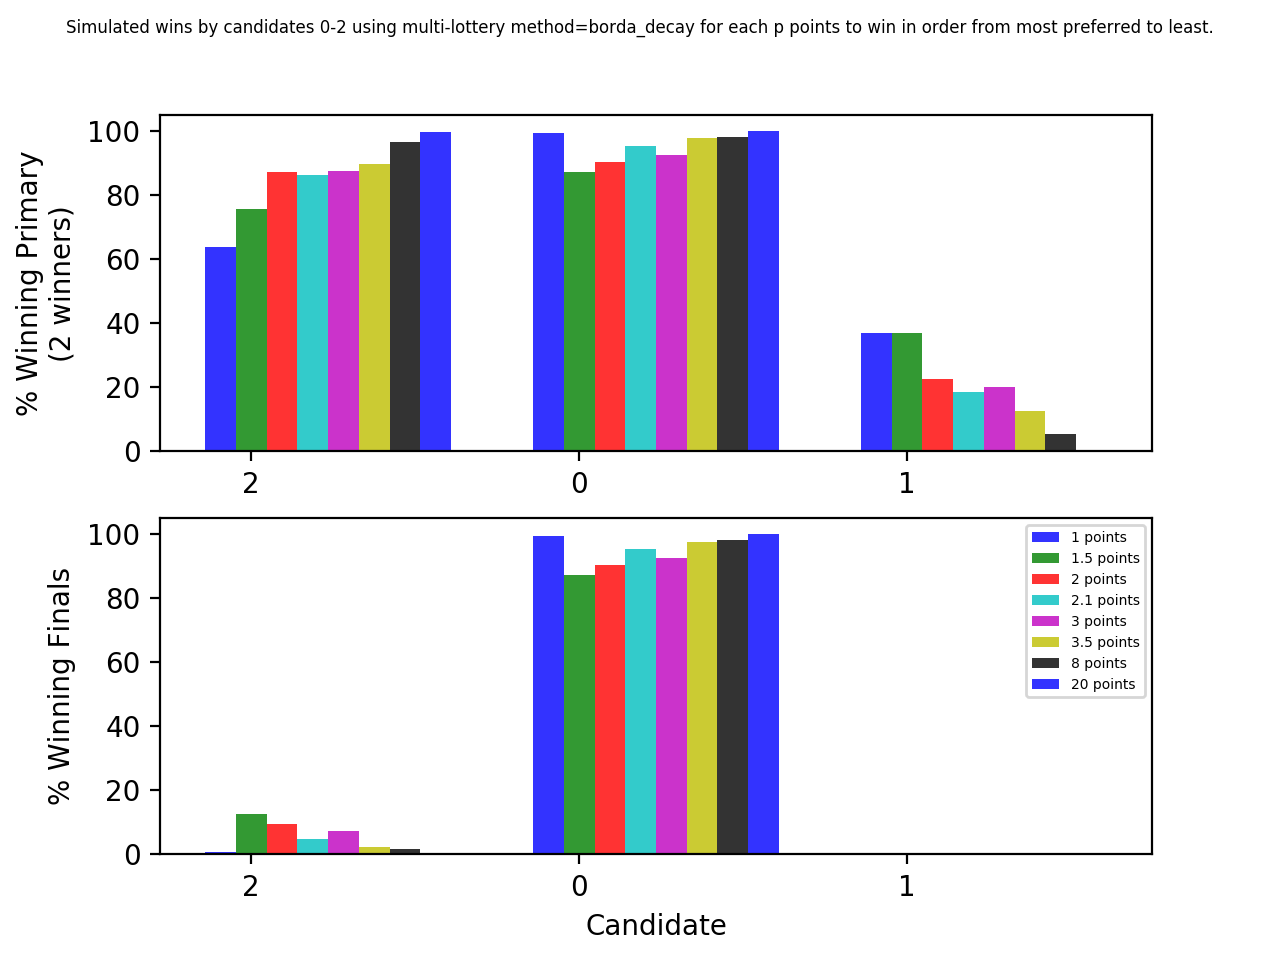 Simulated wins by candidates 0-2 using multi-lottery method=borda_decay for each p points to win in order from most preferred to least.
% Winning Primary
(2 winners)
100
80
60
40
20
0
2
0
1
% Winning Finals
100
80
60
40
20
0
2
0
1
Candidate
1 points
1.5 points
2 points
2.1 points
3 points
3.5 points
8 points
20 points